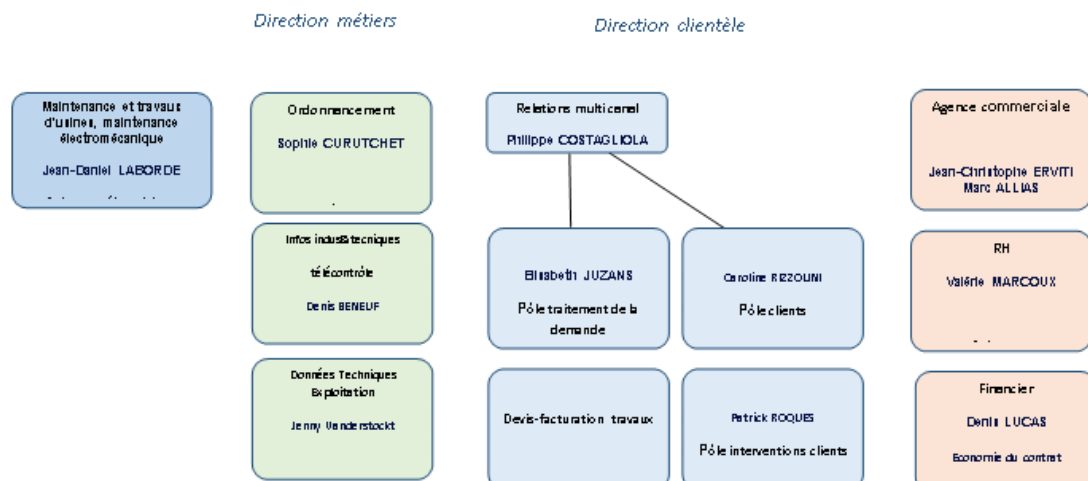 Direction métiers
Direction clientèle
Maintenance et travaux
d'usines, maintenance
électromécanique
Jean-Daniel LABORDE
Ordonnancement
Sophie CURUTCHET
Relations multicanal
Philippe COSTAGLIOLA
Agence commerciale
Jean-Christophe ERVITI
Marc ALLIAS
Infos indus&tecniques
télécontrôle
Denis BENEUF
Elisabeth JUZANS
Pôle traitement de la
demande
Caroline RIZZOLINI
Pôle clients
RH
Valérie MARCOUX
Données Techniques
Exploitation
Jenny Vanderstockt
Devis-facturation travaux
Patrick ROQUES
Pôle interventions clients
Financier
Denis LUCAS
Economie du contrat